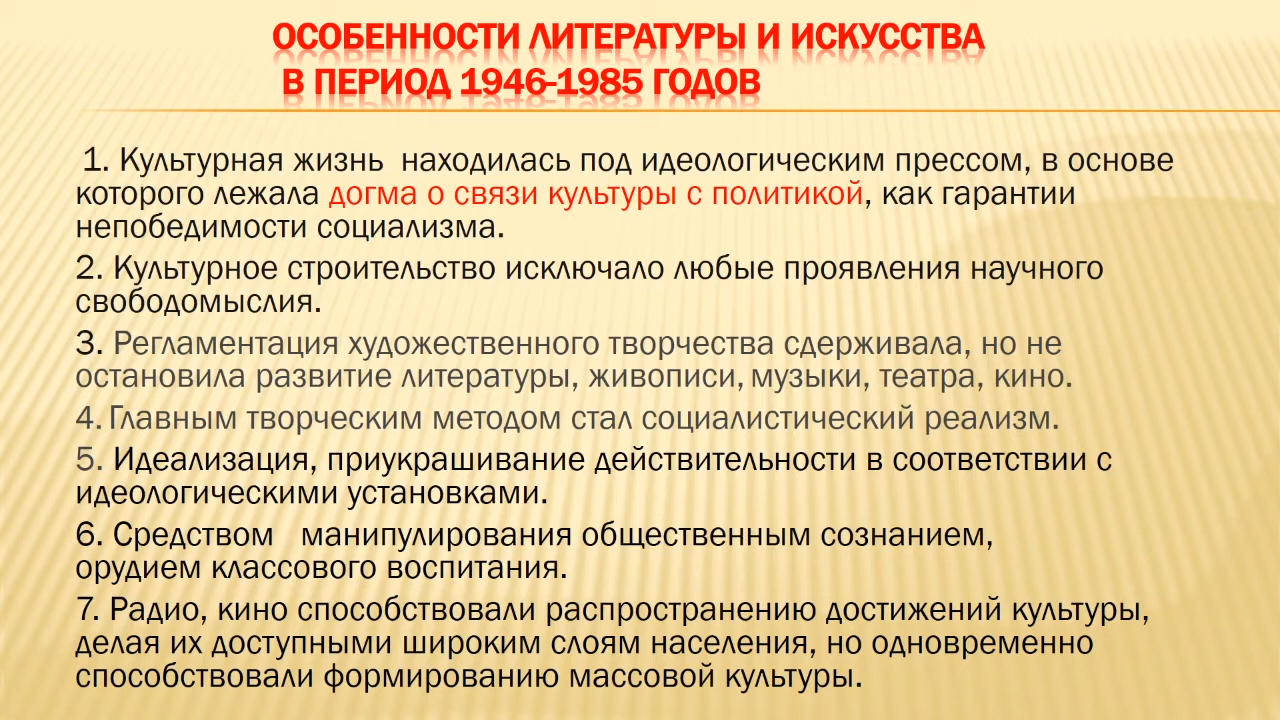 ОСОБЕННОСТИ ЛИТЕРАТУРЫ И ИСКУССТВА
В ПЕРИОД 1946-1985 ГОДОВ
1. Культурная жизнь находилась под идеологическим прессом, в основе
которого лежала догма о связи культуры с политикой, как гарантии
непобедимости социализма.
2. Культурное строительство исключало любые проявления научного
свободомыслия.
3. Регламентация художественного творчества сдерживала, но не
остановила развитие литературы, живописи, музыки, театра, кино.
4. Главным творческим методом стал социалистический реализм.
5. Идеализация, приукрашивание действительности в соответствии с
идеологическими установками.
6. Средством манипулирования общественным сознанием,
орудием классового воспитания.
7. Радио, кино способствовали распространению достижений культуры,
делая их доступными широким слоям населения, но одновременно
способствовали формированию массовой культуры.